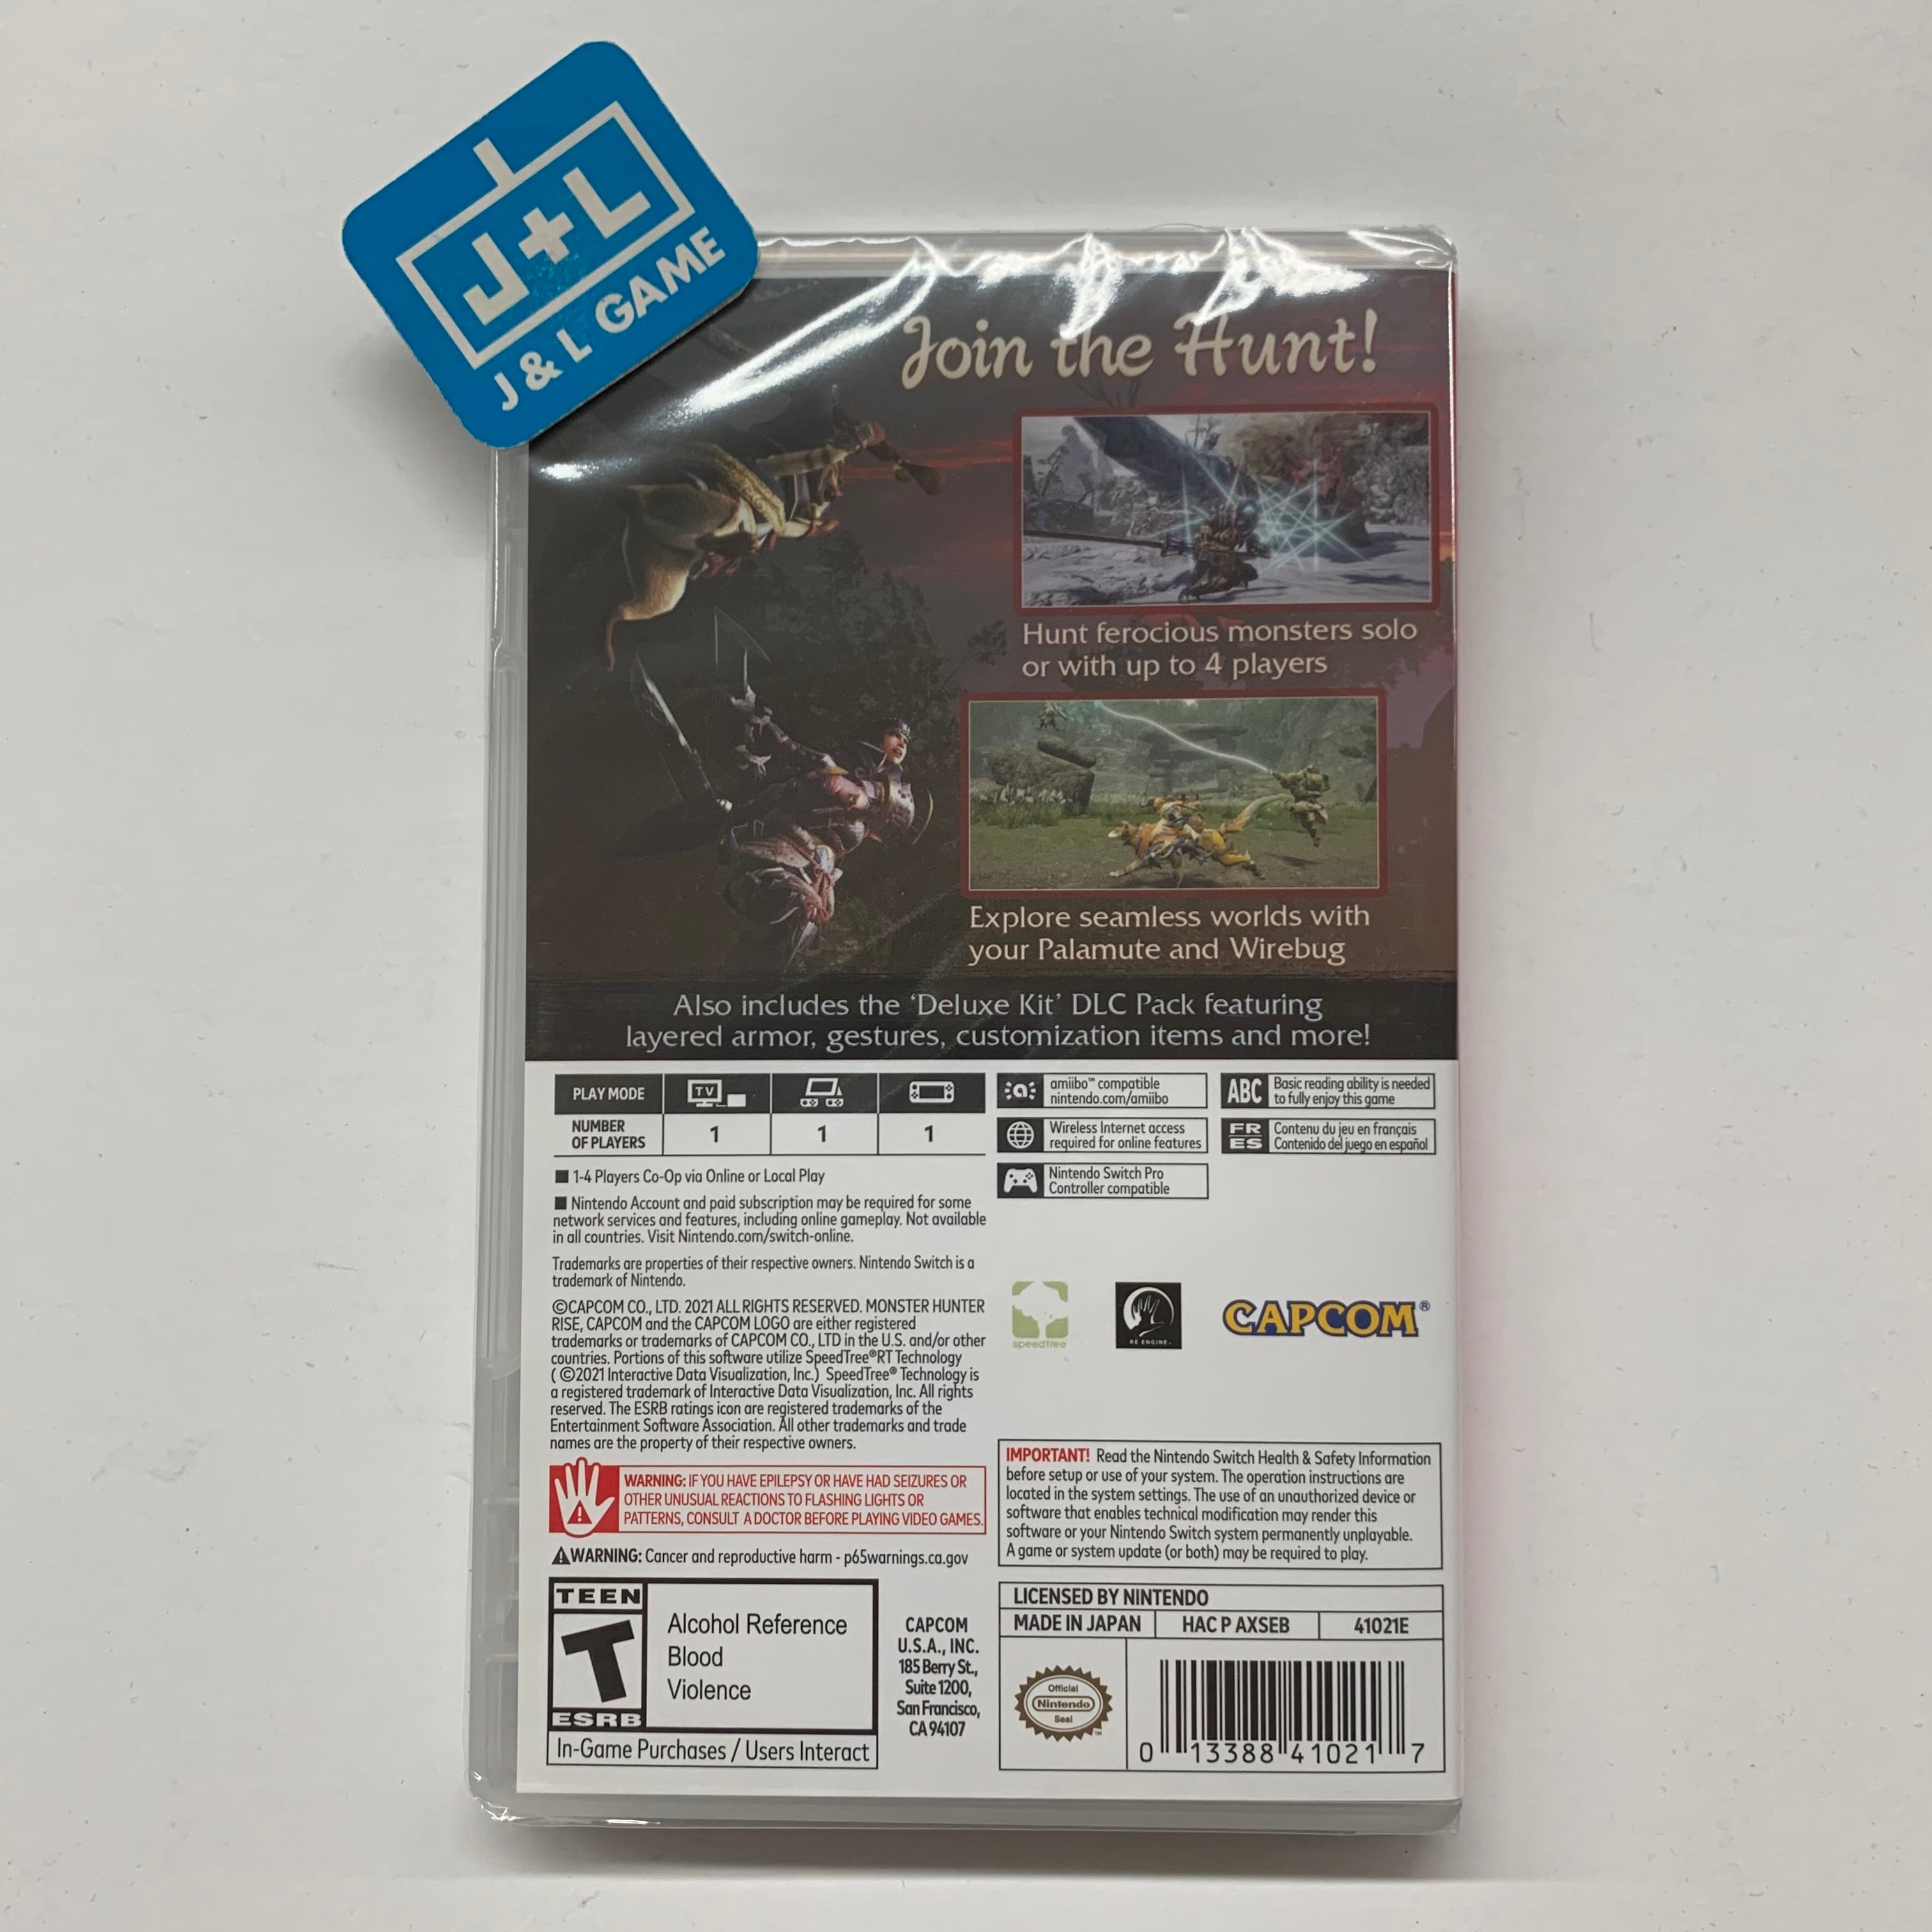 J+L
J & L GAME
Join the Hunt!
Hunt ferocious monsters solo
or with up to 4 players
Explore seamless worlds with
your Palamute and Wirebug
Also includes the ‘Deluxe Kit’ DLC Pack featuring
layered armor, gestures, customization items and more!
PLAY MODE
TV
NUMBER
OF PLAYERS
1
1
1
amiibo™ compatible
nintendo.com/amiibo
ABC
Basic reading ability is needed
to fully enjoy this game
Wireless Internet access
required for online features
FR
ES
Contenu du jeu en français
Contenido del juego en español
Nintendo Switch Pro
Controller compatible
■ 1-4 Players Co-Op via Online or Local Play
■ Nintendo Account and paid subscription may be required for some
network services and features, including online gameplay. Not available
in all countries. Visit Nintendo.com/switch-online.
Trademarks are properties of their respective owners. Nintendo Switch is a
trademark of Nintendo.
©CAPCOM CO., LTD. 2021 ALL RIGHTS RESERVED. MONSTER HUNTER
RISE, CAPCOM and the CAPCOM LOGO are either registered
trademarks or trademarks of CAPCOM CO., LTD in the U.S. and/or other
countries. Portions of this software utilize SpeedTree®RT Technology
( ©2021 Interactive Data Visualization, Inc.) SpeedTree® Technology is
a registered trademark of Interactive Data Visualization, Inc. All rights
reserved. The ESRB ratings icon are registered trademarks of the
Entertainment Software Association. All other trademarks and trade
names are the property of their respective owners.
speedtree
RE ENGINE
CAPCOM®
WARNING: IF YOU HAVE EPILEPSY OR HAVE HAD SEIZURES OR
OTHER UNUSUAL REACTIONS TO FLASHING LIGHTS OR
PATTERNS, CONSULT A DOCTOR BEFORE PLAYING VIDEO GAMES.
⚠WARNING: Cancer and reproductive harm - p65warnings.ca.gov
IMPORTANT! Read the Nintendo Switch Health & Safety Information
before setup or use of your system. The operation instructions are
located in the system settings. The use of an unauthorized device or
software that enables technical modification may render this
software or your Nintendo Switch system permanently unplayable.
A game or system update (or both) may be required to play.
TEEN
T
ESRB
Alcohol Reference
Blood
Violence
In-Game Purchases / Users Interact
CAPCOM
U.S.A., INC.
185 Berry St.,
Suite 1200,
San Francisco,
CA 94107
LICENSED BY NINTENDO
MADE IN JAPAN
HAC P AXSEB
41021E
Official
Nintendo
Seal
™
0 13388 41021 7